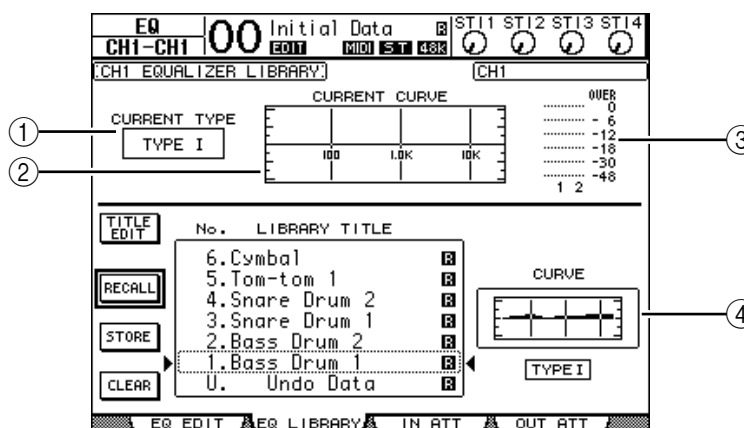 EQ
CH1-CH1
00 Initial Data R
EDIT MIDI ST 48K
STI1 STI2 STI3 STI4
CH1 EQUALIZER LIBRARY
CH1
1
CURRENT TYPE
TYPE I
2
CURRENT CURVE
100 1.0K 10K
OVER
0
-6
-12
-18
-30
-48
1 2
3
TITLE EDIT
RECALL
STORE
CLEAR
No. LIBRARY TITLE
6.Cymbal R
5.Tom-tom 1 R
4.Snare Drum 2 R
3.Snare Drum 1 R
2.Bass Drum 2 R
1.Bass Drum 1 R
U. Undo Data R
CURVE
4
TYPE I
EQ EDIT EQ LIBRARY IN ATT OUT ATT